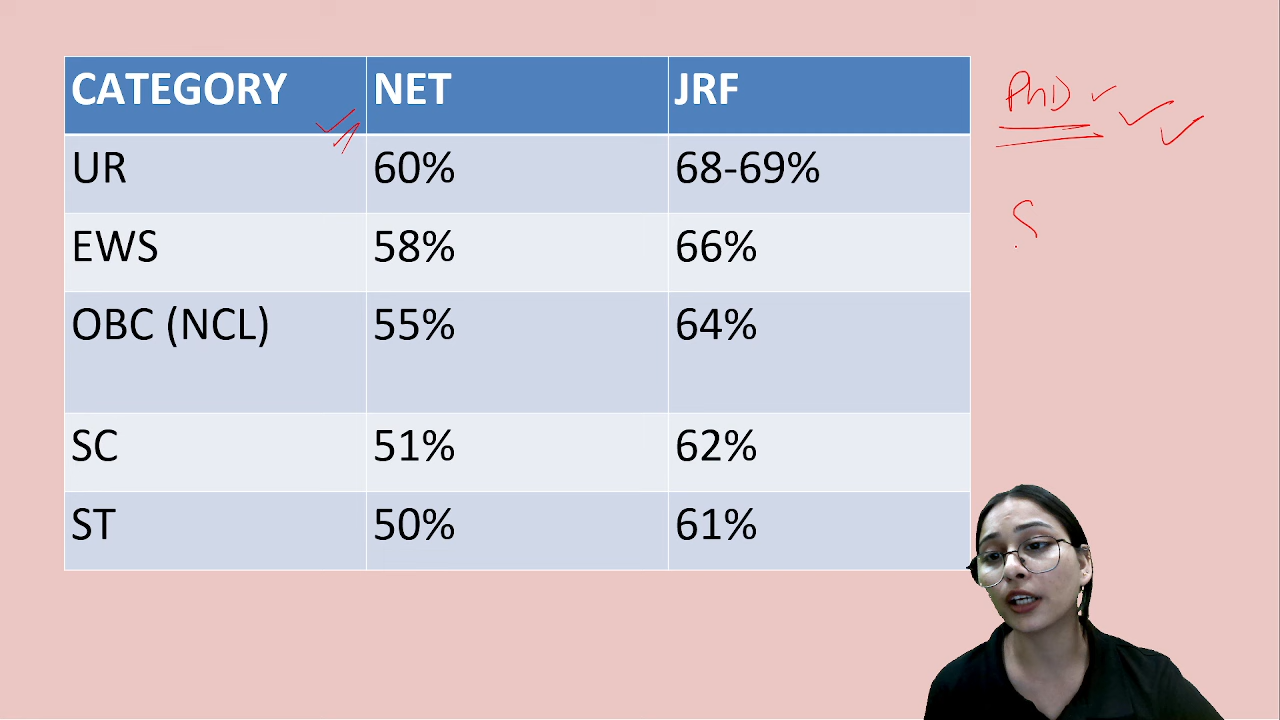 CATEGORY NET JRF
UR 60% 68-69%
EWS 58% 66%
OBC (NCL) 55% 64%
SC 51% 62%
ST 50% 61%
PhD